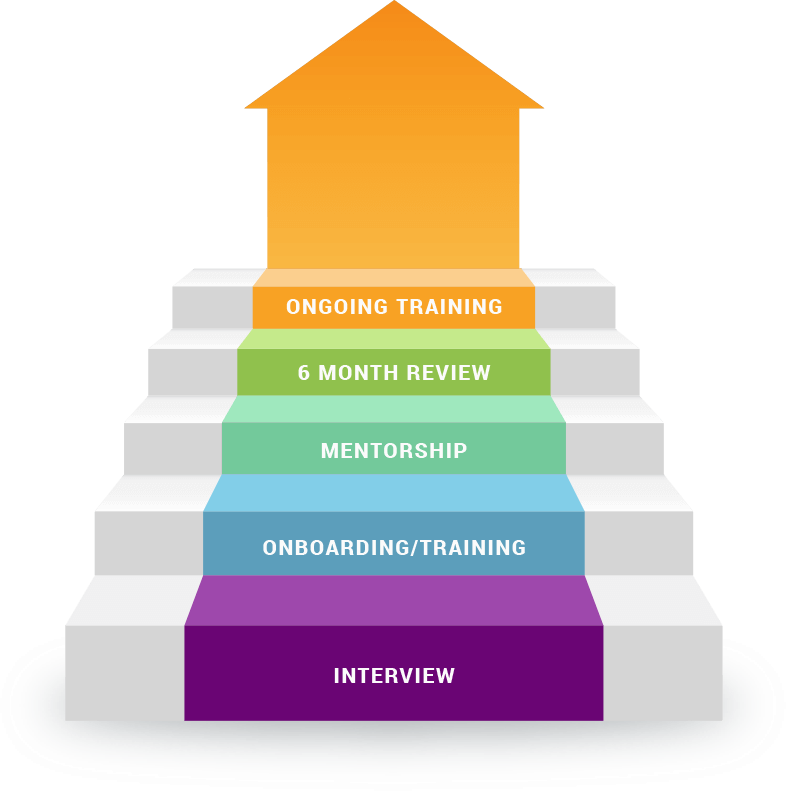 ONGOING TRAINING
6 MONTH REVIEW
MENTORSHIP
ONBOARDING/TRAINING
INTERVIEW